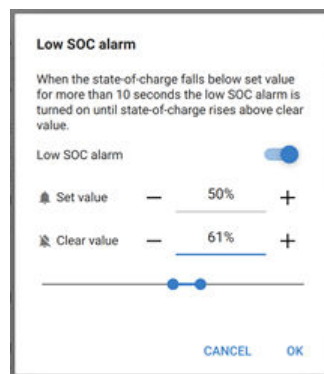 Low SOC alarm
When the state-of-charge falls below set value
for more than 10 seconds the low SOC alarm is
turned on until state-of-charge rises above clear
value.
Low SOC alarm
Set value — 50% +
Clear value — 61% +
CANCEL OK